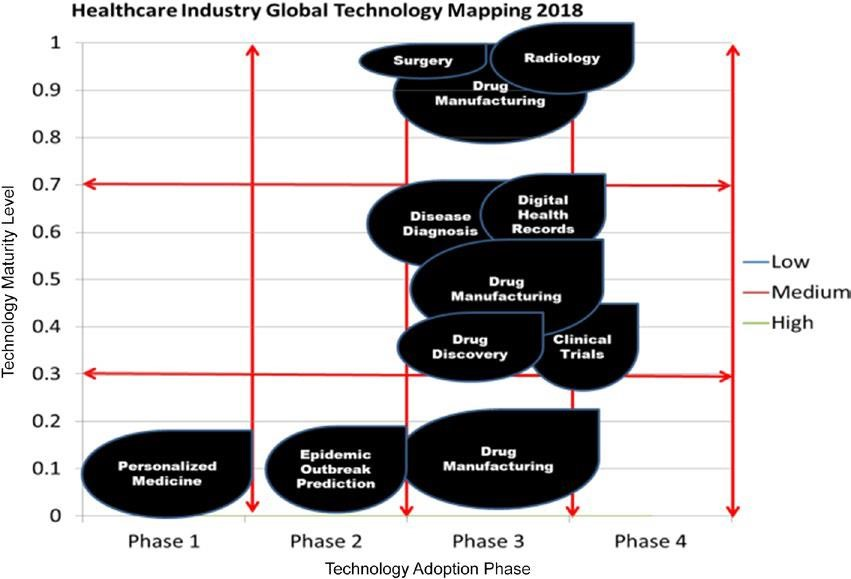 Healthcare Industry Global Technology Mapping 2018
Technology Maturity Level
1
0.9
0.8
0.7
0.6
0.5
0.4
0.3
0.2
0.1
0
Surgery
Radiology
Drug
Manufacturing
Disease
Diagnosis
Digital
Health
Records
Drug
Manufacturing
Drug
Discovery
Clinical
Trials
Personalized
Medicine
Epidemic
Outbreak
Prediction
Drug
Manufacturing
Low
Medium
High
Phase 1
Phase 2
Phase 3
Phase 4
Technology Adoption Phase